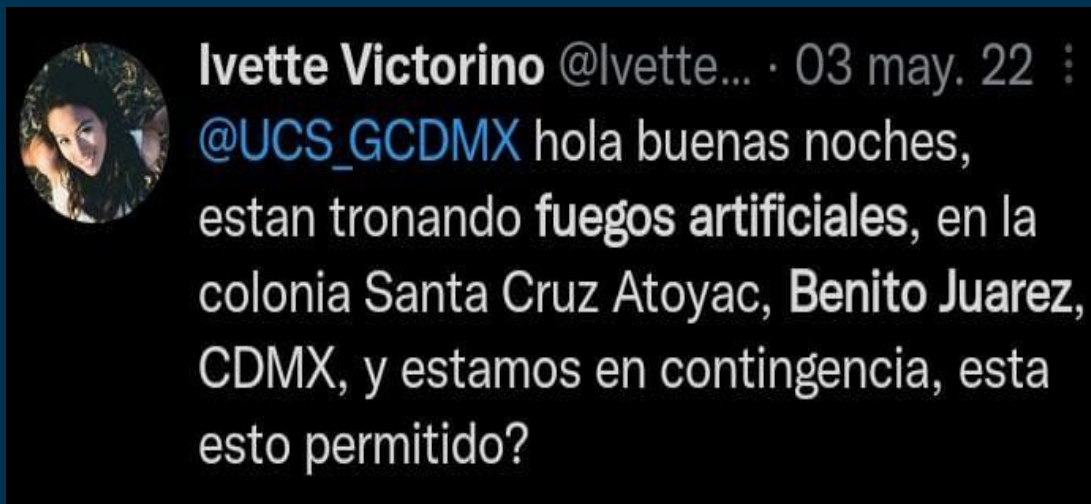 Ivette Victorino @Ivette... · 03 may. 22
@UCS_GCDMX hola buenas noches,
estan tronando fuegos artificiales, en la
colonia Santa Cruz Atoyac, Benito Juarez,
CDMX, y estamos en contingencia, esta
esto permitido?